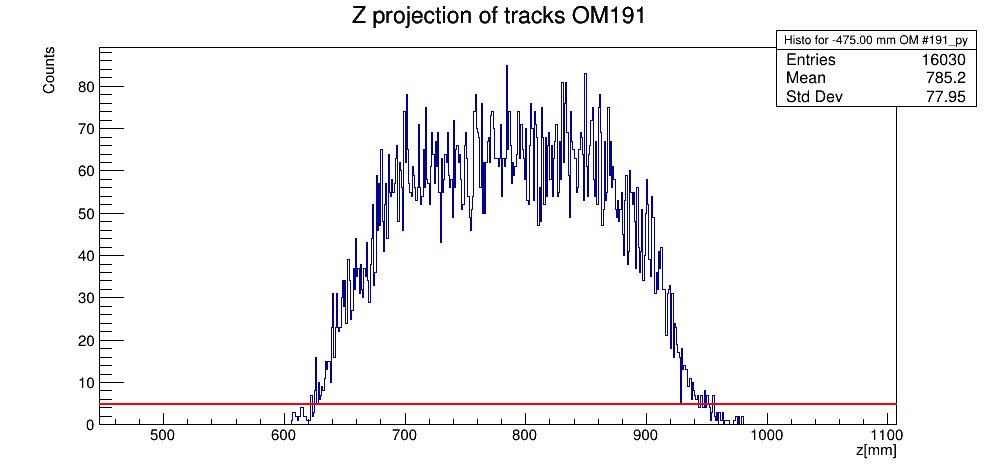 Z projection of tracks OM191
Histo for -475.00 mm OM #191_py
Entries 16030
Mean 785.2
Std Dev 77.95
Counts
80
70
60
50
40
30
20
10
0
500 600 700 800 900 1000 1100
z[mm]